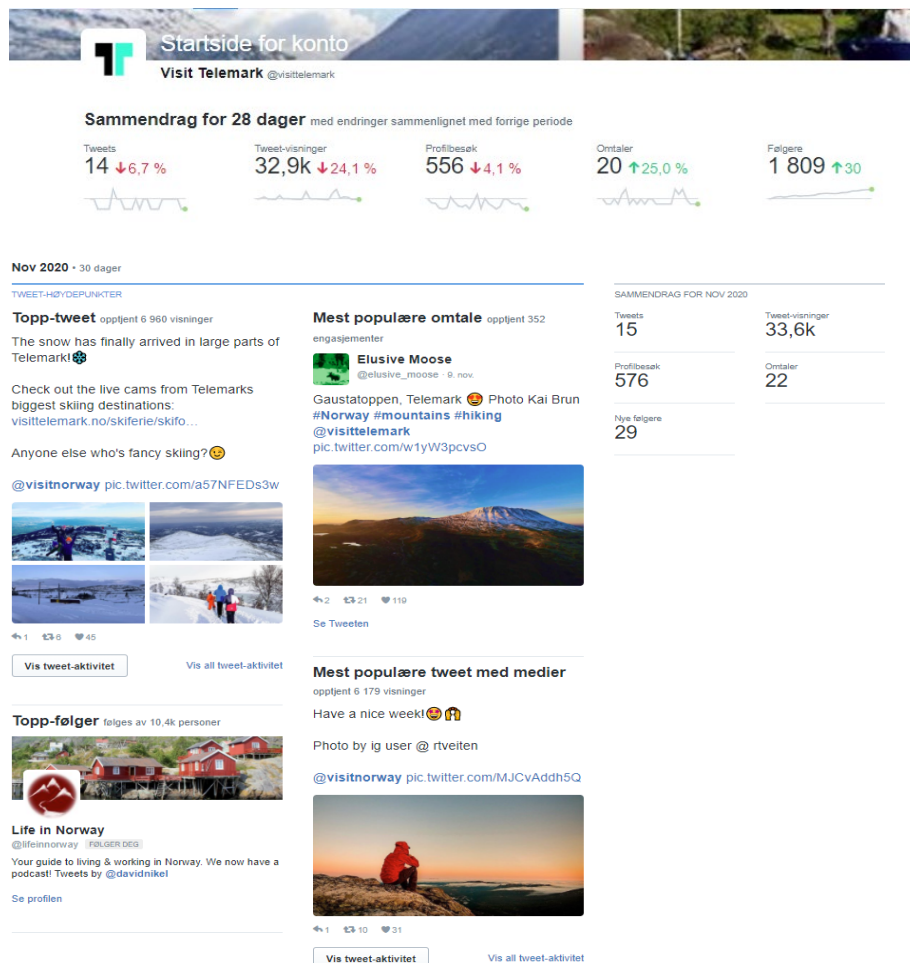 Startside for konto
Visit Telemark @visittelemark
Sammendrag for 28 dager med endringer sammenlignet med forrige periode
Tweets
14 ↓6,7 %
Tweet-visninger
32,9k ↓24,1 %
Profilbesøk
556 ↓4,1 %
Omtaler
20 ↑25,0 %
Følgere
1 809 ↑30
Nov 2020 • 30 dager
TWEET-HØYDEPUNKTER
Topp-tweet opptjent 6 960 visninger
The snow has finally arrived in large parts of
Telemark!❄
Check out the live cams from Telemarks
biggest skiing destinations:
visittelemark.no/skiferie/skifo…
Anyone else who's fancy skiing?😉
@visitnorway pic.twitter.com/a57NFEDs3w
1 6 45
Vis tweet-aktivitet
Vis all tweet-aktivitet
Topp-følger følges av 10,4k personer
Life in Norway
@lifeinnorway FØLGER DEG
Your guide to living & working in Norway. We now have a
podcast! Tweets by @davidnikel
Se profilen
Mest populære omtale opptjent 352
engasjementer
Elusive Moose
@elusive_moose · 9. nov.
Gaustatoppen, Telemark 🤩 Photo Kai Brun
#Norway #mountains #hiking
@visittelemark
pic.twitter.com/w1yW3pcvsO
2 21 119
Se Tweeten
Mest populære tweet med medier
opptjent 6 179 visninger
Have a nice week!🤩🙌
Photo by ig user @ rtveiten
@visitnorway pic.twitter.com/MJCvAddh5Q
1 10 31
Vis tweet-aktivitet
Vis all tweet-aktivitet
SAMMENDRAG FOR NOV 2020
Tweets
15
Tweet-visninger
33,6k
Profilbesøk
576
Omtaler
22
Nye følgere
29